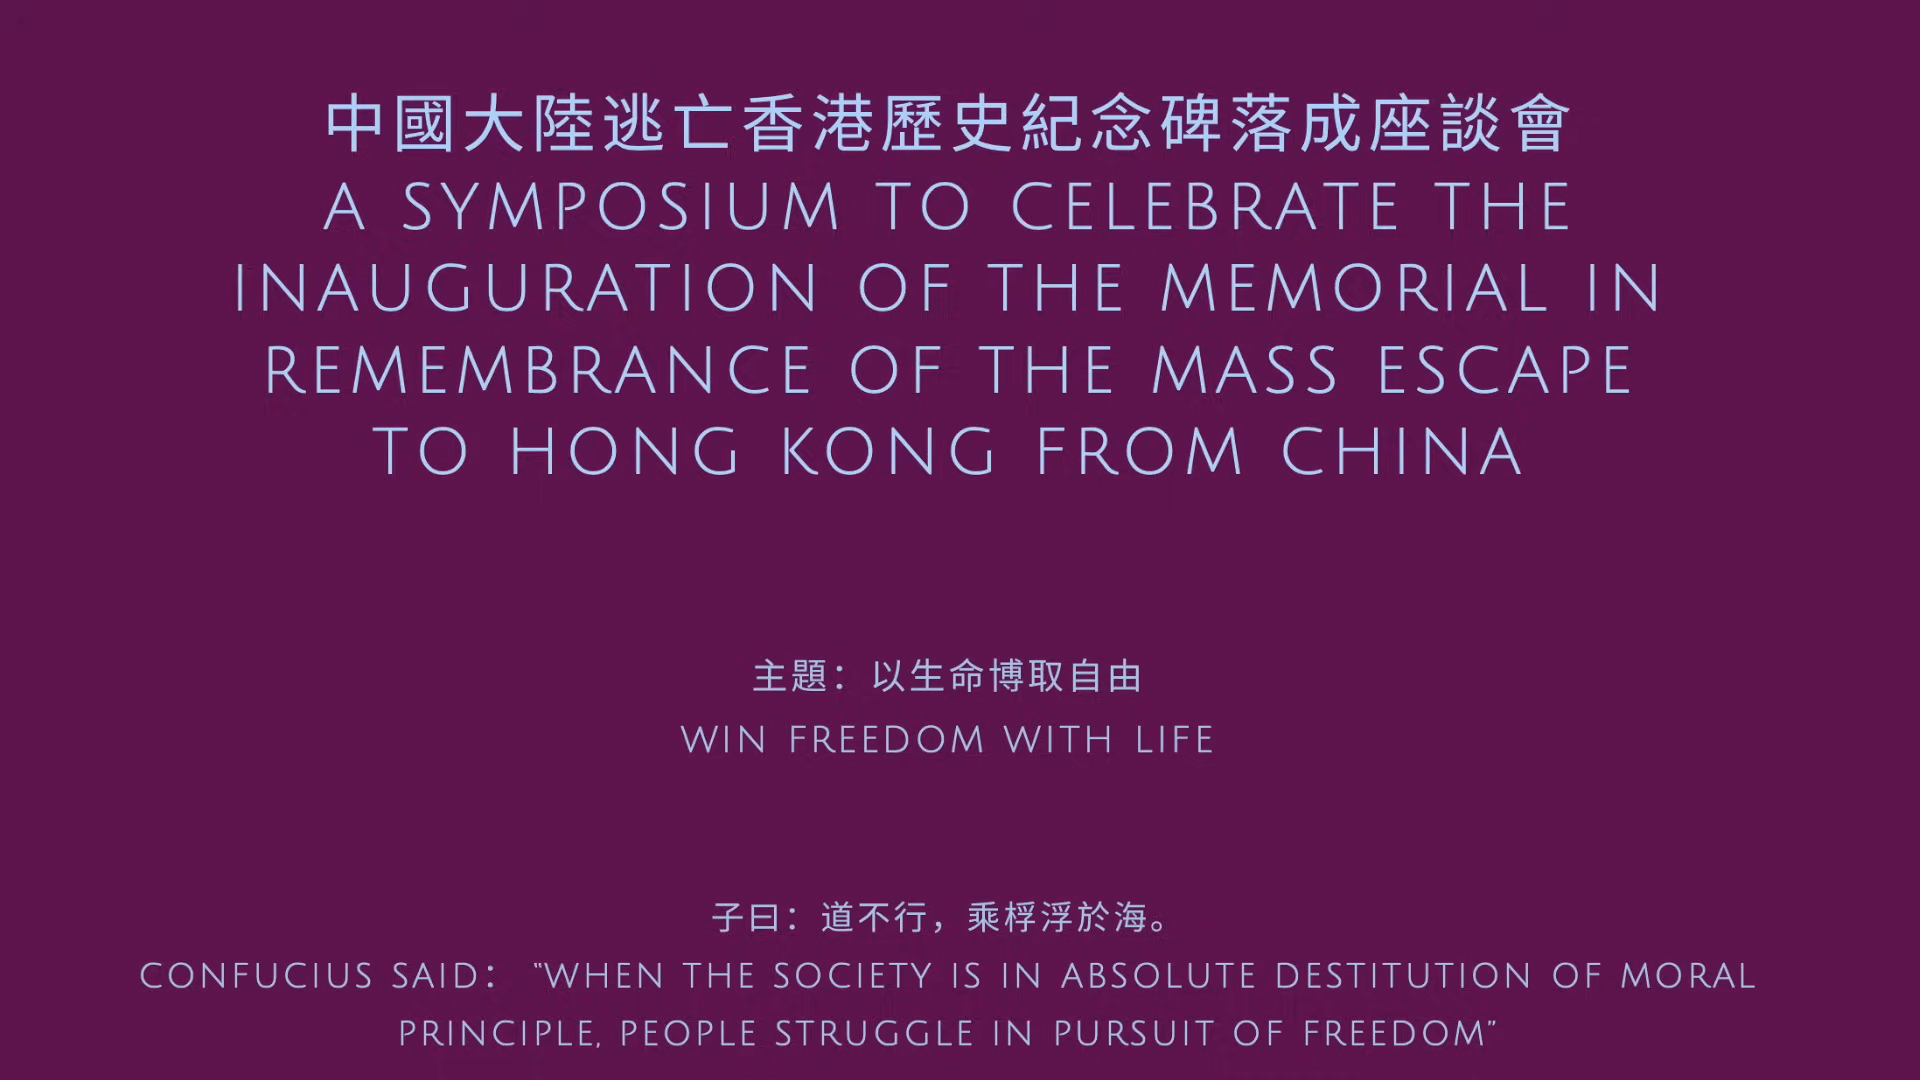 中國大陸逃亡香港歷史紀念碑落成座談會
A SYMPOSIUM TO CELEBRATE THE
INAUGURATION OF THE MEMORIAL IN
REMEMBRANCE OF THE MASS ESCAPE
TO HONG KONG FROM CHINA
主題：以生命博取自由
WIN FREEDOM WITH LIFE
子曰：道不行，乘桴浮於海。
CONFUCIUS SAID： “WHEN THE SOCIETY IS IN ABSOLUTE DESTITUTION OF MORAL
PRINCIPLE, PEOPLE STRUGGLE IN PURSUIT OF FREEDOM”